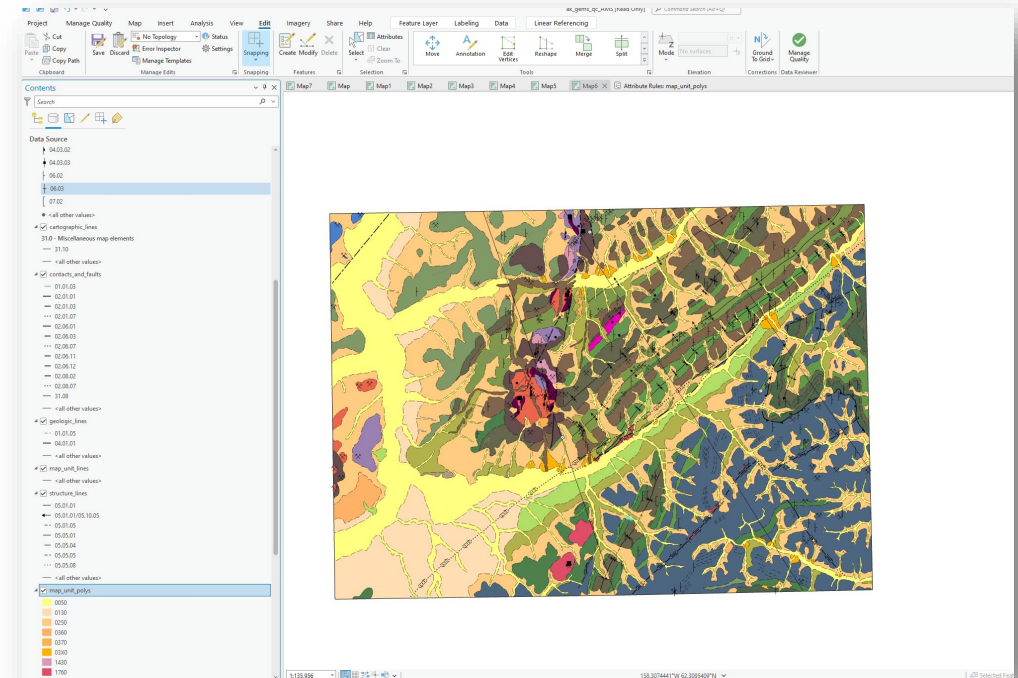 ak_gems_qc_AMS [Read Only]
Command Search (Alt+Q)
Project Manage Quality Map Insert Analysis View Edit Imagery Share Help Feature Layer Labeling Data Linear Referencing
Cut No Topology Status Attributes
Copy Error Inspector Settings Clear
Copy Path Manage Templates Zoom To
Paste Save Discard Snapping Create Modify Delete Select Move Annotation Edit Vertices Reshape Merge Split Mode No surfaces Ground To Grid Manage Quality
Clipboard Manage Edits Snapping Features Selection Tools Elevation Corrections Data Reviewer
Contents
Map7 Map Map1 Map2 Map3 Map4 Map5 Map6 Attribute Rules: map_unit_polys
Search
Data Source
04.03.02
04.03.03
06.02
06.03
07.02
<all other values>
cartographic_lines
31.0 - Miscellaneous map elements
31.10
<all other values>
contacts_and_faults
01.01.03
02.01.01
02.01.03
02.01.07
02.06.01
02.06.03
02.06.07
02.06.11
02.06.12
02.08.02
02.08.07
31.08
<all other values>
geologic_lines
01.01.05
04.01.01
<all other values>
map_unit_lines
<all other values>
structure_lines
05.01.01
05.01.01/05.10.05
05.01.05
05.05.01
05.05.04
05.05.05
05.05.08
<all other values>
map_unit_polys
0050
0130
0250
0360
0370
03X0
1430
1760
1:135,956
158.3074441°W 62.3095409°N
Selected Feat